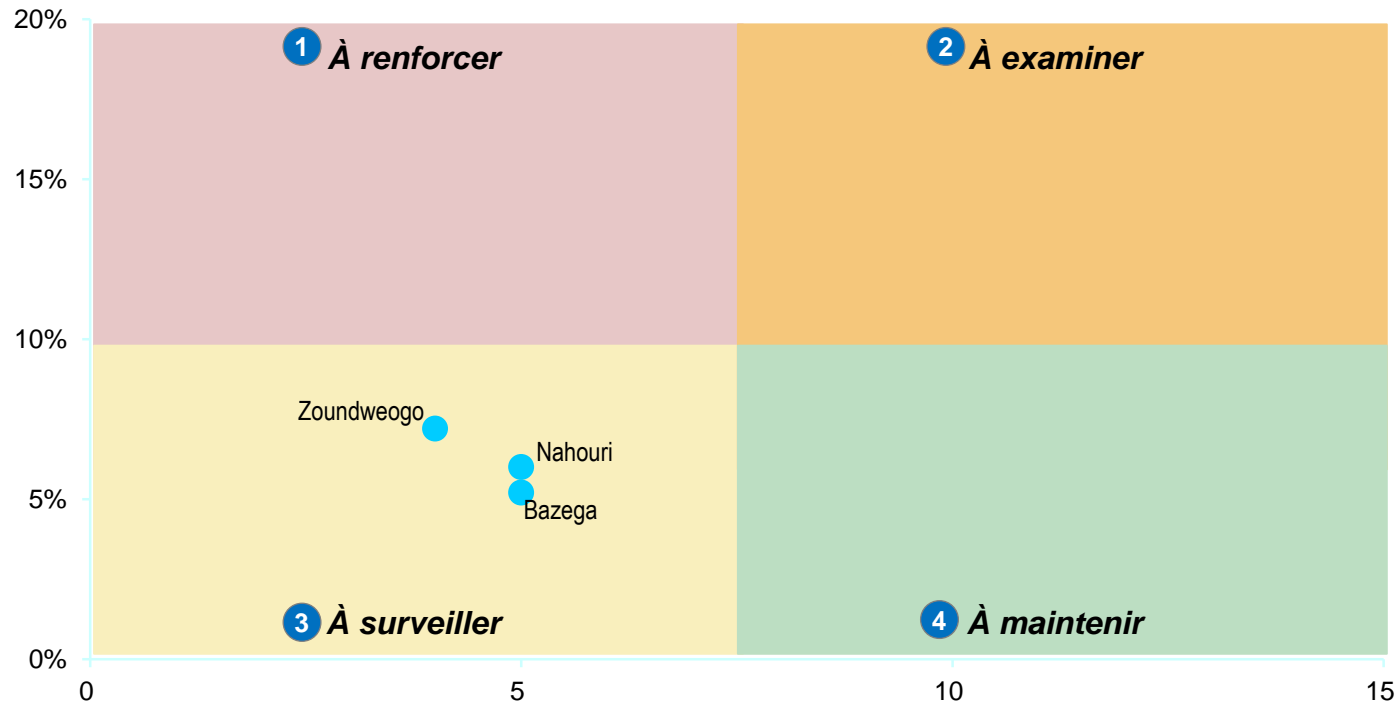 20%
1 À renforcer
2 À examiner
15%
10%
Zoundweogo
Nahouri
5%
Bazega
3 À surveiller
4 À maintenir
0%
0 5 10 15